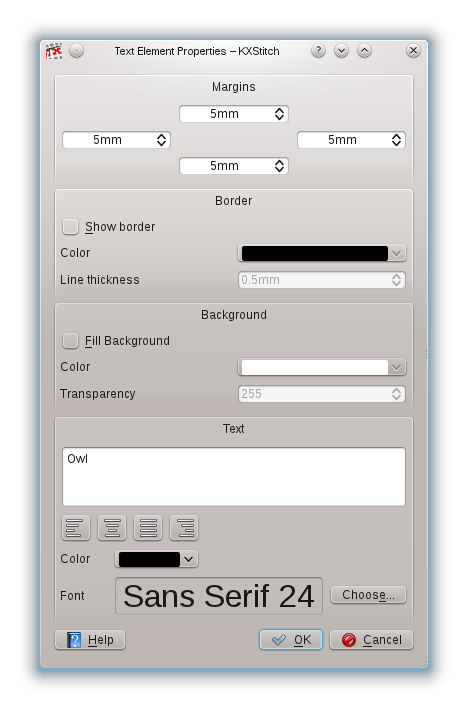 Text Element Properties – KXStitch
Margins
5mm
5mm
5mm
5mm
Border
Show border
Color
Line thickness
0.5mm
Background
Fill Background
Color
Transparency
255
Text
Owl
Color
Font
Sans Serif 24
Choose...
Help
OK
Cancel